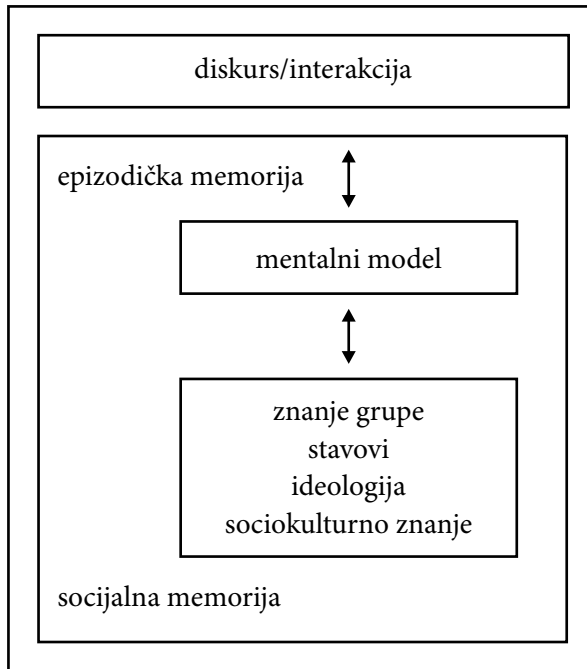 diskurs/interakcija
epizodička memorija
mentalni model
znanje grupe
stavovi
ideologija
sociokulturno znanje
socijalna memorija